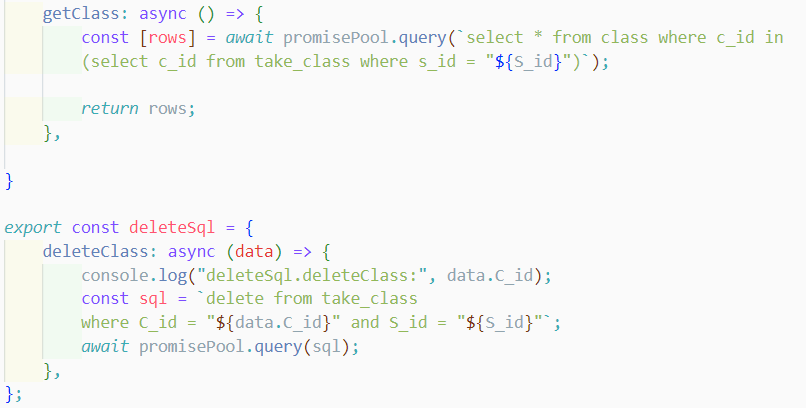 getClass: async () => {
const [rows] = await promisePool.query(`select * from class where c_id in
(select c_id from take_class where s_id = "${S_id}")`);
return rows;
},
}
export const deleteSql = {
deleteClass: async (data) => {
console.log("deleteSql.deleteClass:", data.C_id);
const sql = `delete from take_class
where C_id = "${data.C_id}" and S_id = "${S_id}"`;
await promisePool.query(sql);
},
};